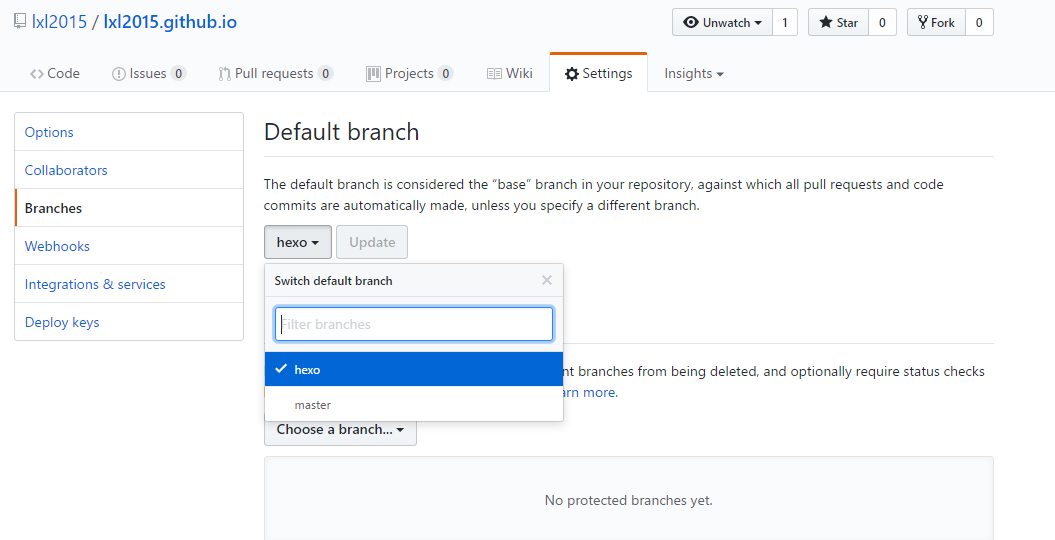 lxl2015 / lxl2015.github.io
Unwatch 1 Star 0 Fork 0
Code Issues 0 Pull requests 0 Projects 0 Wiki Settings Insights
Options
Collaborators
Branches
Webhooks
Integrations & services
Deploy keys
Default branch
The default branch is considered the “base” branch in your repository, against which all pull requests and code
commits are automatically made, unless you specify a different branch.
hexo Update
Switch default branch
Filter branches
hexo
master
branches from being deleted, and optionally require status checks
more.
Choose a branch...
No protected branches yet.